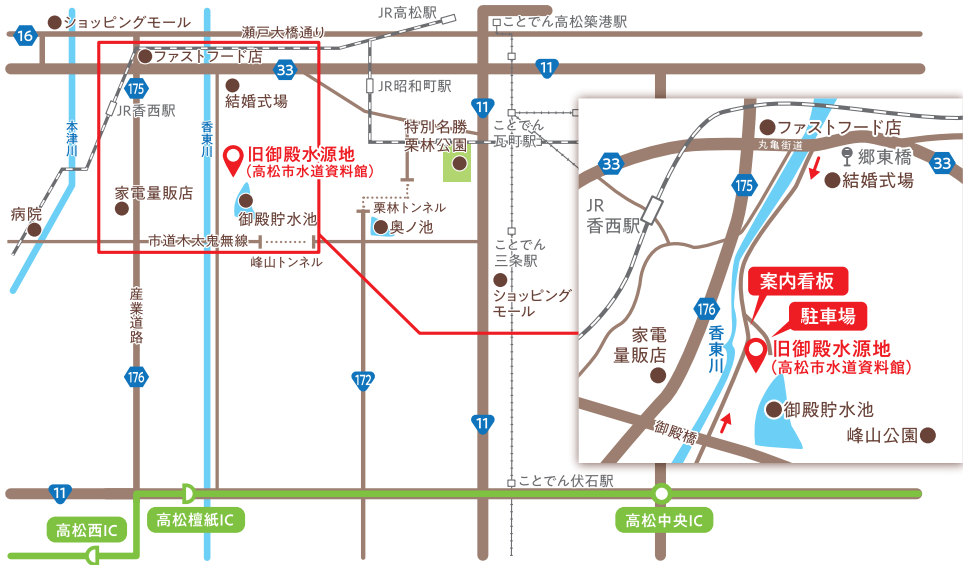 JR高松駅
ショッピングモール
ことでん高松築港駅
16
瀬戸大橋通り
ファストフード店
33
11
175
結婚式場
JR昭和町駅
JR香西駅
11
本津川
香東川
特別名勝
栗林公園
ことでん
瓦町駅
旧御殿水源地
(高松市水道資料館)
家電量販店
御殿貯水池
栗林トンネル
病院
奥ノ池
市道木太鬼無線
峰山トンネル
ことでん
三条駅
ショッピング
モール
産業道路
176
172
11
ことでん伏石駅
11
高松西IC
高松檀紙IC
高松中央IC
ファストフード店
丸亀街道
郷東橋
33
33
175
結婚式場
JR
香西駅
案内看板
176
駐車場
香東川
家電
量販店
旧御殿水源地
(高松市水道資料館)
御殿貯水池
御殿橋
峰山公園